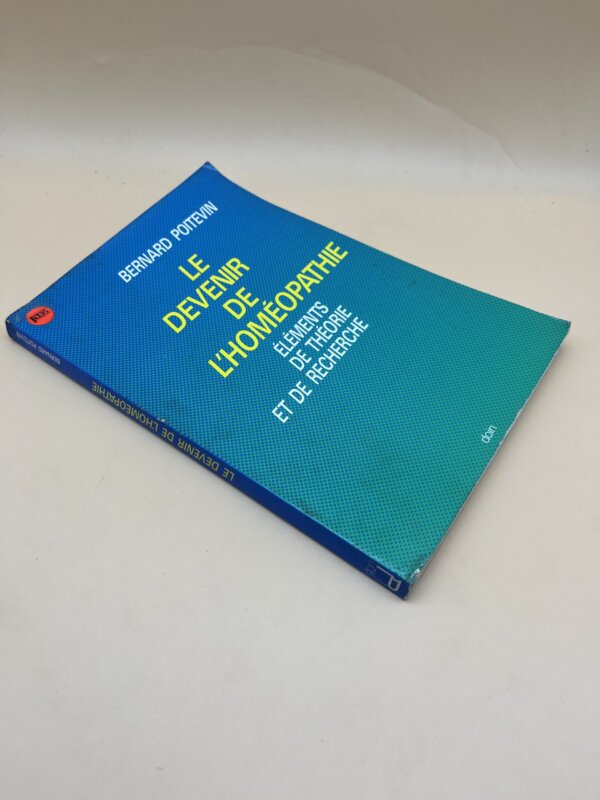 BERNARD POITEVIN
LE
DEVENIR
DE
L'HOMÉOPATHIE
ÉLÉMENTS
DE THÉORIE
ET DE RECHERCHE
doin
BERNARD POITEVIN
LE DEVENIR DE L'HOMÉOPATHIE